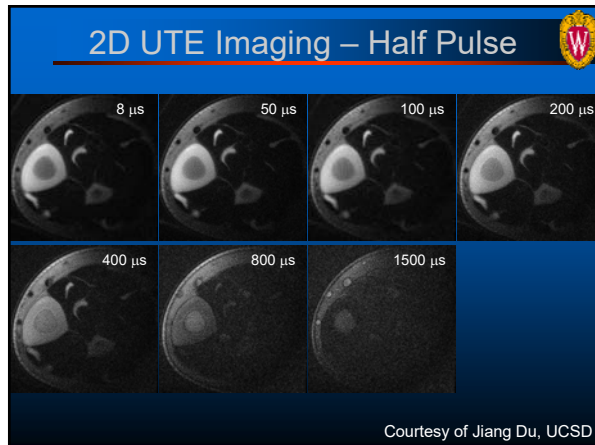 2D UTE Imaging – Half Pulse
W
8 μs
50 μs
100 μs
200 μs
400 μs
800 μs
1500 μs
Courtesy of Jiang Du, UCSD